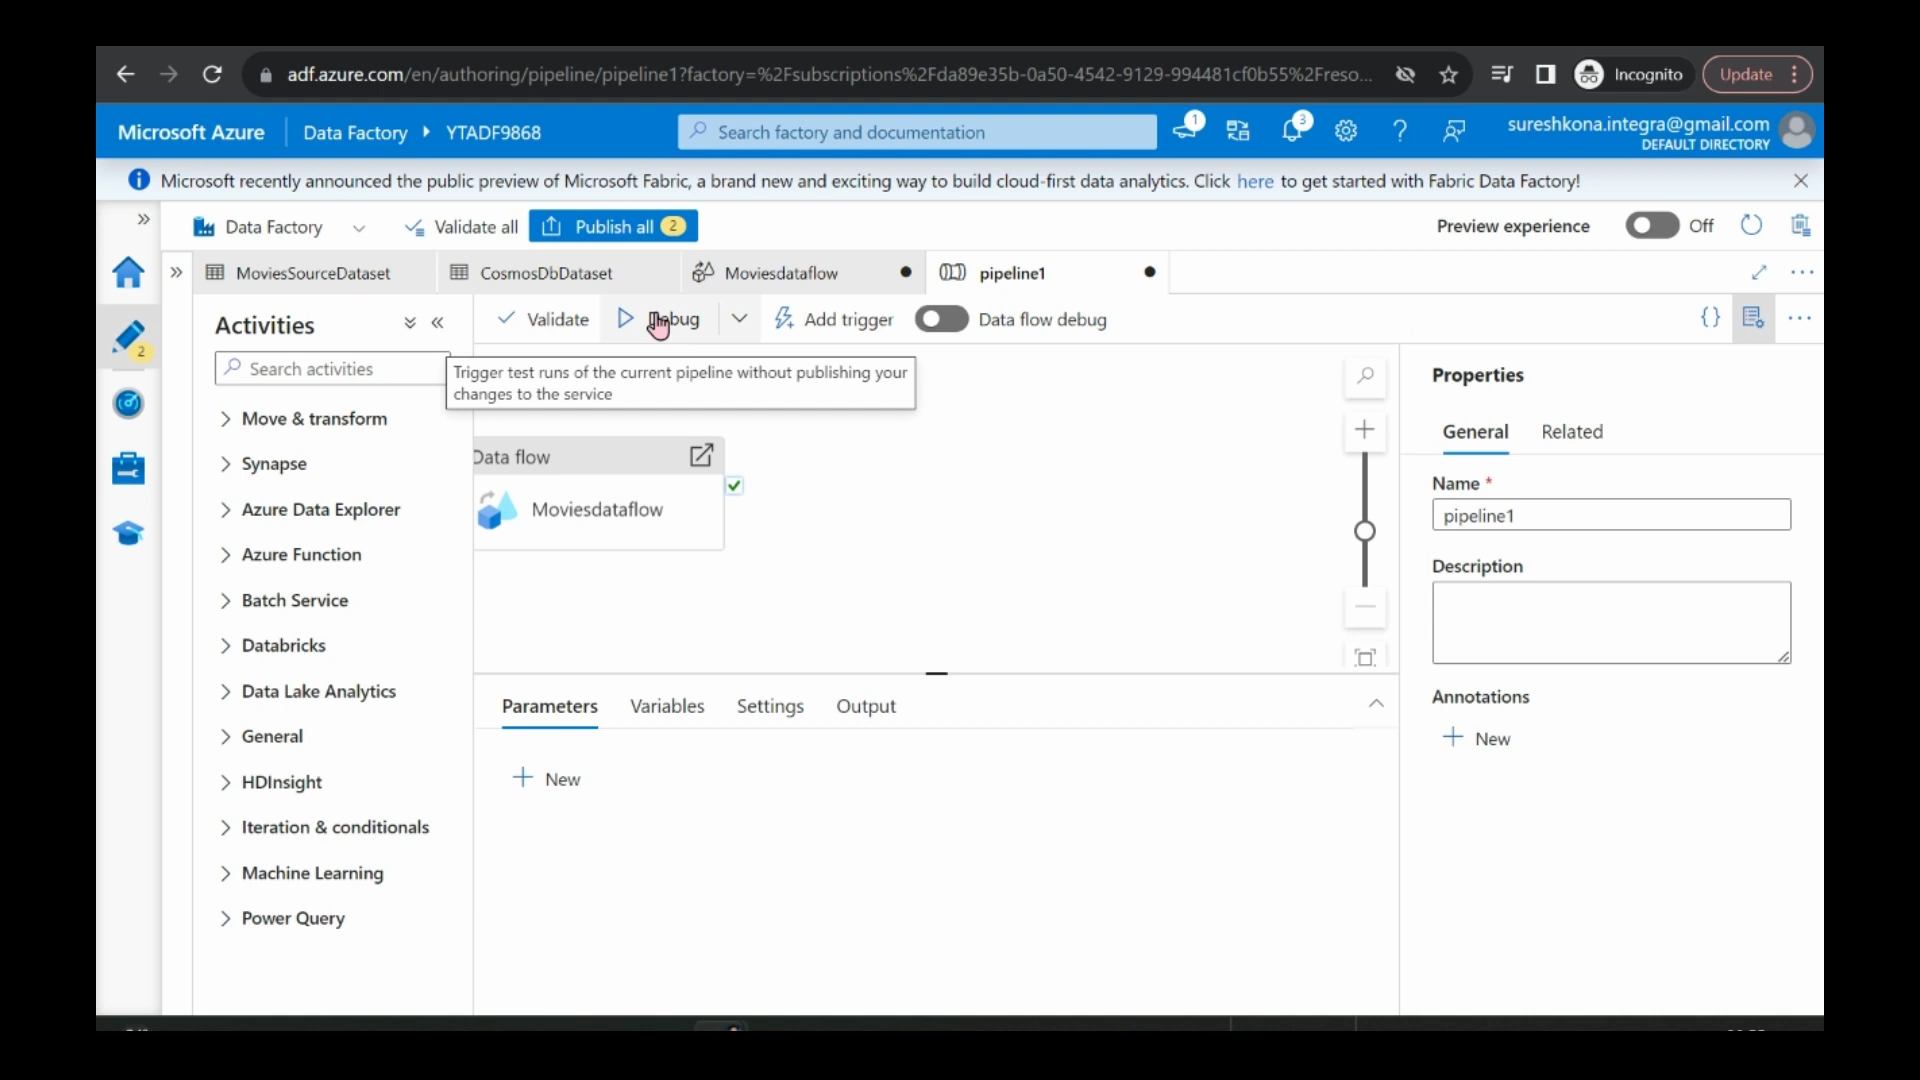 adf.azure.com/en/authoring/pipeline/pipeline1?factory=%2Fsubscriptions%2Fda89e35b-0a50-4542-9129-994481cf0b55%2Freso...
Incognito
Update
Microsoft Azure
Data Factory
YTADF9868
Search factory and documentation
1
3
sureshkona.integra@gmail.com
DEFAULT DIRECTORY
Microsoft recently announced the public preview of Microsoft Fabric, a brand new and exciting way to build cloud-first data analytics. Click here to get started with Fabric Data Factory!
Data Factory
Validate all
Publish all 2
Preview experience
Off
MoviesSourceDataset
CosmosDbDataset
Moviesdataflow
pipeline1
2
Activities
Validate
Debug
Add trigger
Data flow debug
Search activities
Trigger test runs of the current pipeline without publishing your
changes to the service
Move & transform
Synapse
Azure Data Explorer
Azure Function
Batch Service
Databricks
Data Lake Analytics
General
HDInsight
Iteration & conditionals
Machine Learning
Power Query
Data flow
Moviesdataflow
Parameters
Variables
Settings
Output
New
Properties
General
Related
Name *
pipeline1
Description
Annotations
New